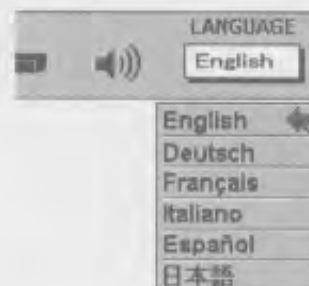 LANGUAGE
English
English
Deutsch
Français
Italiano
Español
日本語